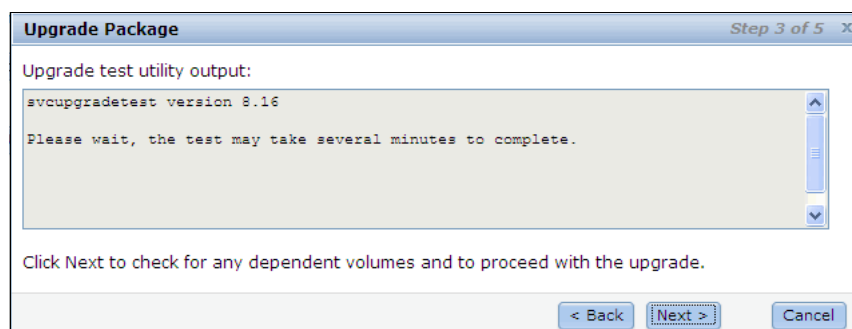 Upgrade Package Step 3 of 5 x
Upgrade test utility output:
svcupgradetest version 8.16
Please wait, the test may take several minutes to complete.
Click Next to check for any dependent volumes and to proceed with the upgrade.
< Back Next > Cancel